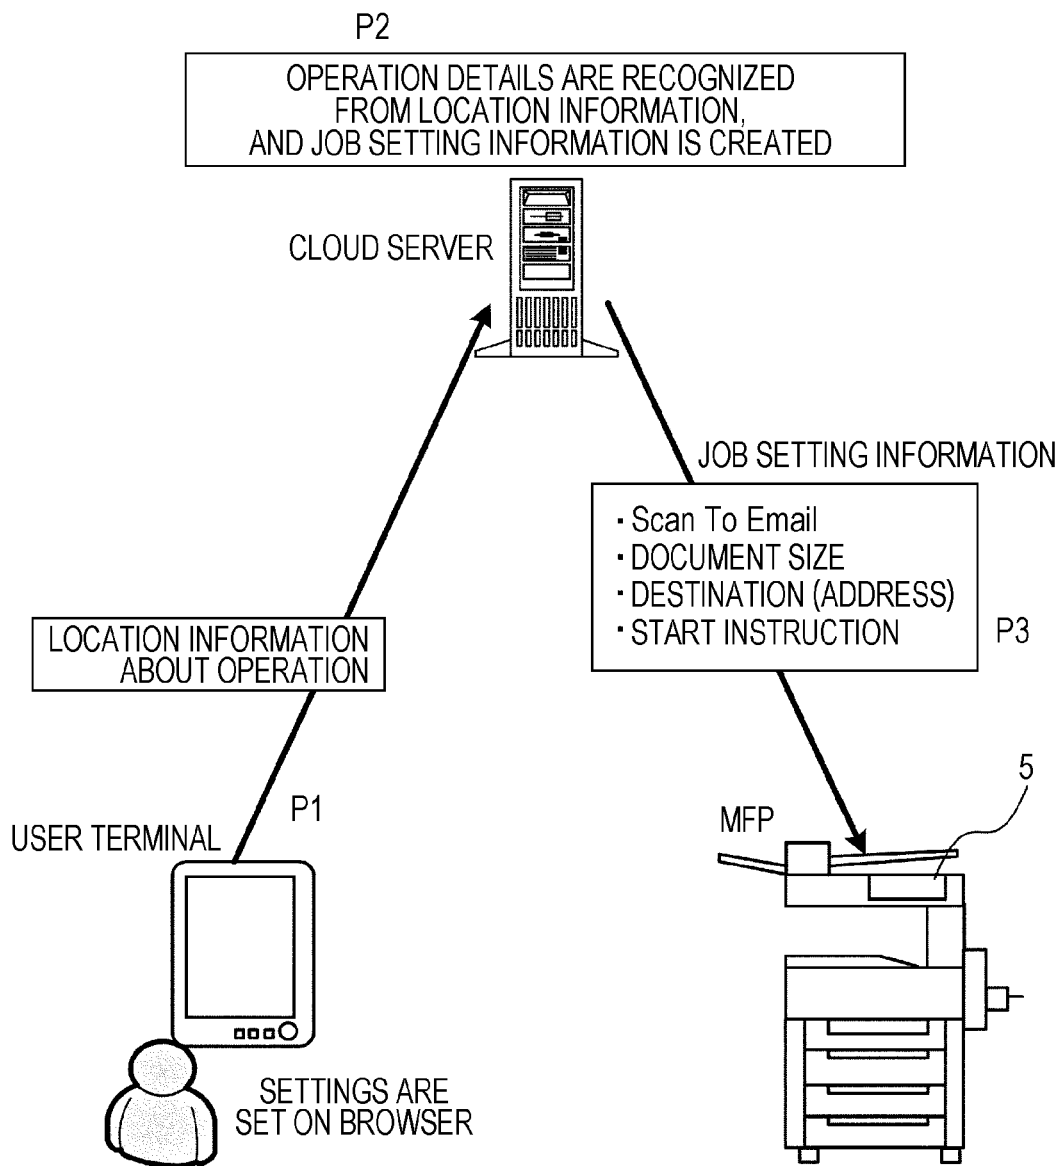 P2
OPERATION DETAILS ARE RECOGNIZED
FROM LOCATION INFORMATION,
AND JOB SETTING INFORMATION IS CREATED
CLOUD SERVER
JOB SETTING INFORMATION
・Scan To Email
・DOCUMENT SIZE
・DESTINATION (ADDRESS)
・START INSTRUCTION
P3
LOCATION INFORMATION
ABOUT OPERATION
P1
USER TERMINAL
MFP
5
SETTINGS ARE
SET ON BROWSER